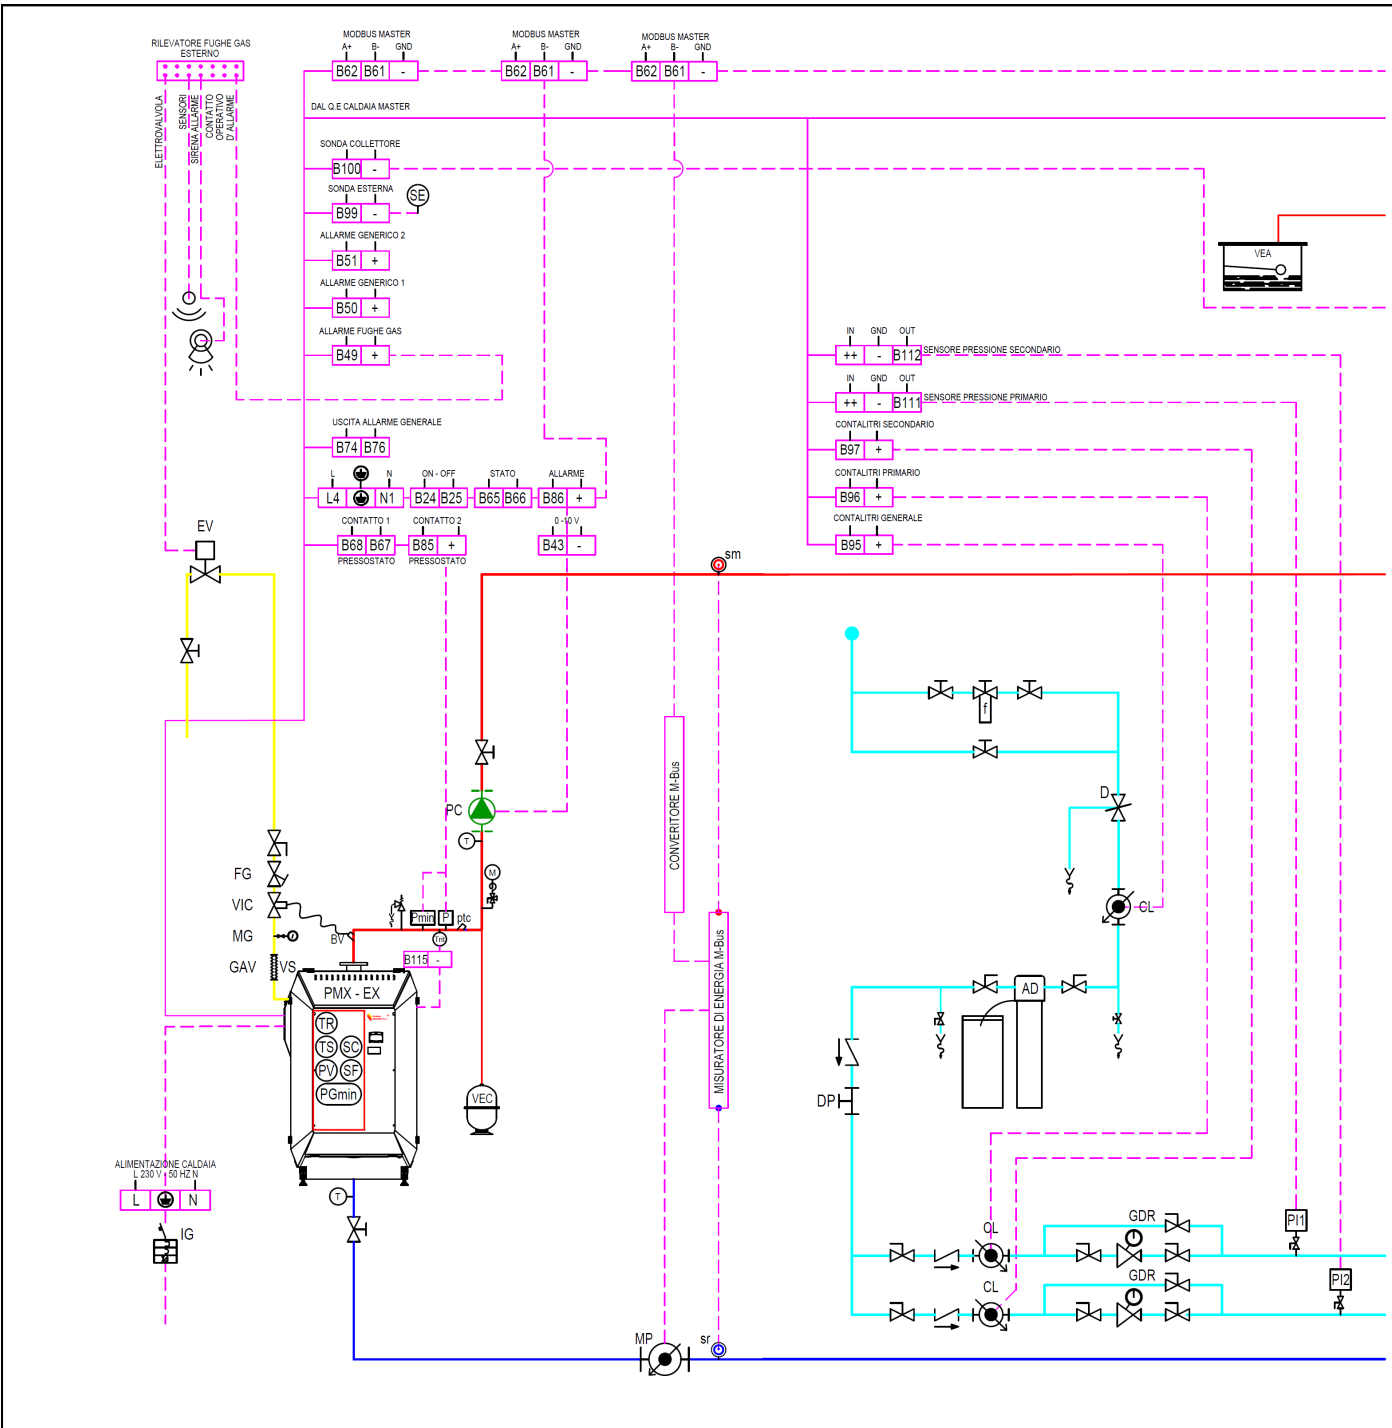 RILEVATORE FUGHE GAS
ESTERNO
ELETTROVALVOLA
SENSORI
SIRENA ALLARME
CONTATTO
OPERATIVO
D' ALLARME
MODBUS MASTER
A+ B- GND
B62 B61 -
MODBUS MASTER
A+ B- GND
B62 B61 -
MODBUS MASTER
A+ B- GND
B62 B61 -
DAL Q.E CALDAIA MASTER
SONDA COLLETTORE
B100 -
SONDA ESTERNA
B99 -
SE
ALLARME GENERICO 2
B51 +
ALLARME GENERICO 1
B50 +
ALLARME FUGHE GAS
B49 +
USCITA ALLARME GENERALE
B74 B76
L N
L4 N1
ON - OFF
B24 B25
STATO
B65 B66
ALLARME
B86 +
CONTATTO 1
B68 B67
PRESSOSTATO
CONTATTO 2
B85 +
PRESSOSTATO
0 -10 V
B43 -
VEA
IN GND OUT
++ - B112
SENSORE PRESSIONE SECONDARIO
IN GND OUT
++ - B111
SENSORE PRESSIONE PRIMARIO
CONTALITRI SECONDARIO
B97 +
CONTALITRI PRIMARIO
B96 +
CONTALITRI GENERALE
B95 +
EV
sm
f
D
CL
CONVERITORE M-Bus
MISURATORE DI ENERGIA M-Bus
PC
T
M
FG
VIC
MG
GAV
VS
BV
Pmin
P
ptc
B115 -
PMX - EX
TR
TS SC
PV SF
PGmin
VEC
AD
DP
ALIMENTAZIONE CALDAIA
L 230 V - 50 HZ N
L N
IG
T
MP
sr
CL
GDR
PI1
CL
GDR
PI2